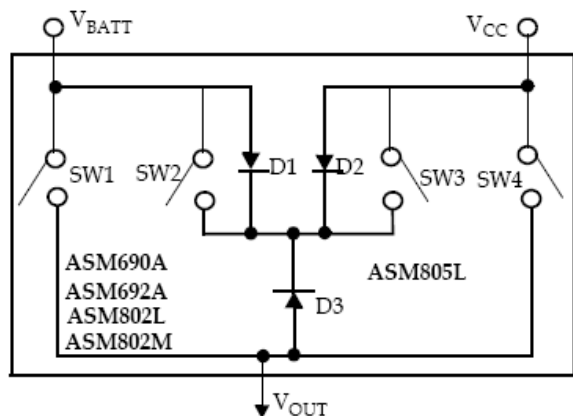 VBATT
VCC
SW1
SW2
D1
D2
SW3
SW4
ASM690A
ASM692A
ASM802L
ASM802M
ASM805L
D3
VOUT